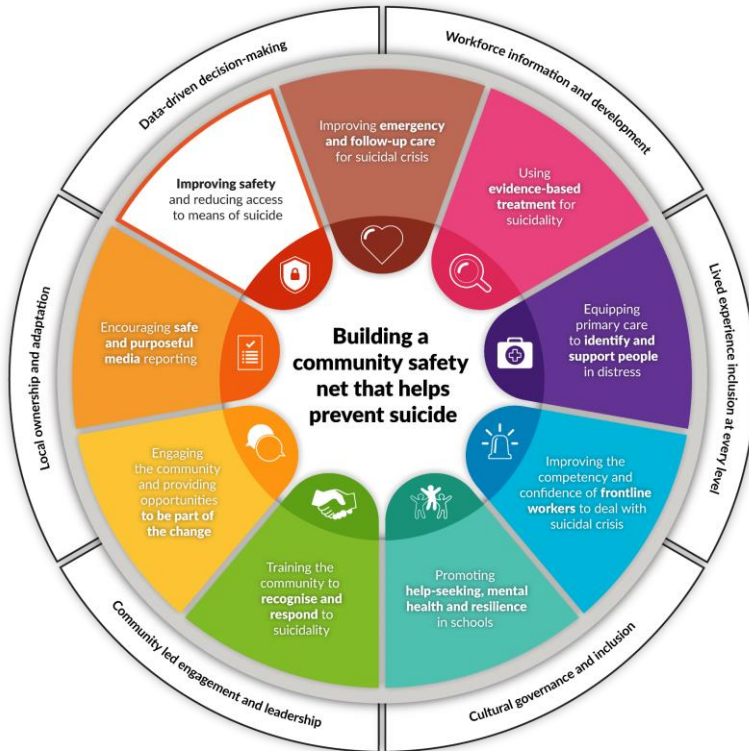 Data-driven decision-making
Workforce information and development
Lived experience inclusion at every level
Cultural governance and inclusion
Community led engagement and leadership
Local ownership and adaptation
Improving emergency
and follow-up care
for suicidal crisis
Using
evidence-based
treatment for
suicidality
Equipping
primary care
to identify and
support people
in distress
Improving the
competency and
confidence of frontline
workers to deal with
suicidal crisis
Promoting
help-seeking, mental
health and resilience
in schools
Training the
community to
recognise and
respond to
suicidality
Engaging
the community
and providing
opportunities
to be part of
the change
Encouraging safe
and purposeful
media reporting
Improving safety
and reducing access
to means of suicide
Building a
community safety
net that helps
prevent suicide